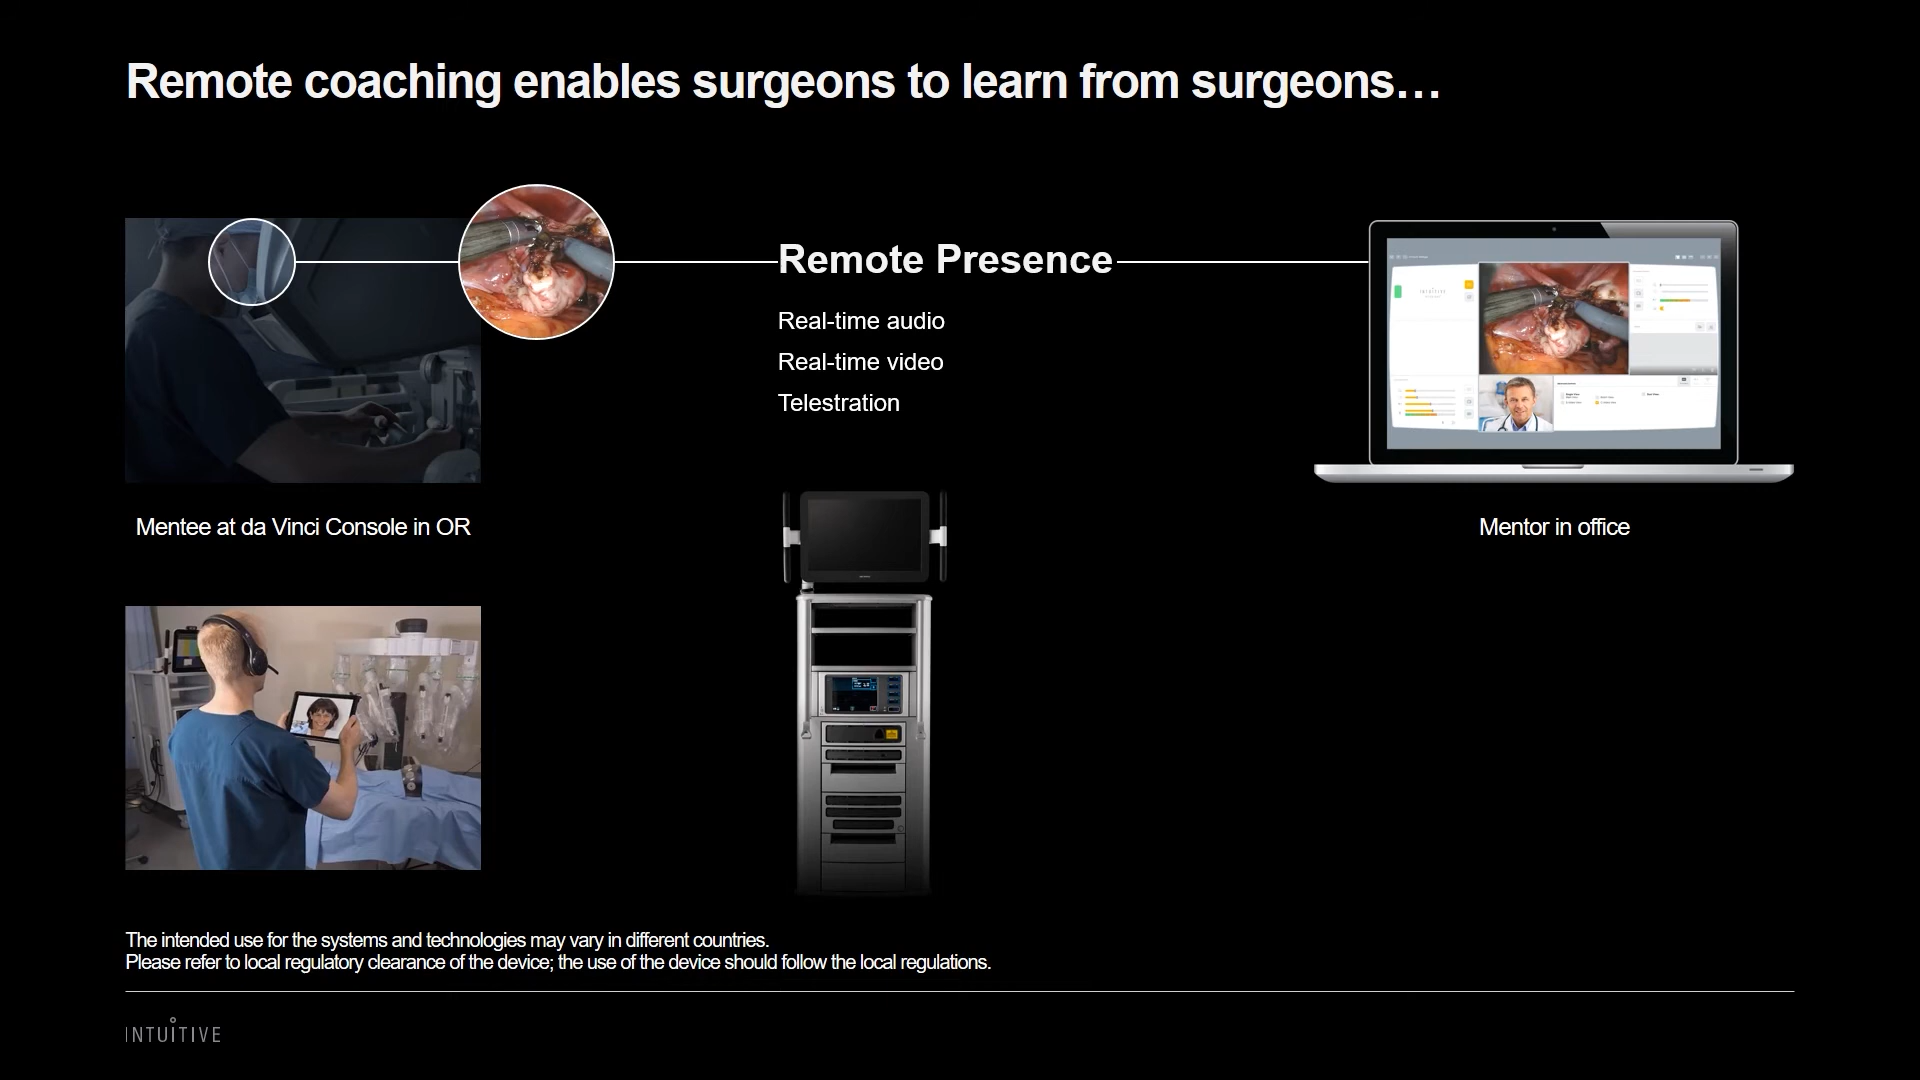 Remote coaching enables surgeons to learn from surgeons…
Remote Presence
Real-time audio
Real-time video
Telestration
Mentee at da Vinci Console in OR
Mentor in office
The intended use for the systems and technologies may vary in different countries.
Please refer to local regulatory clearance of the device; the use of the device should follow the local regulations.
INTUITIVE